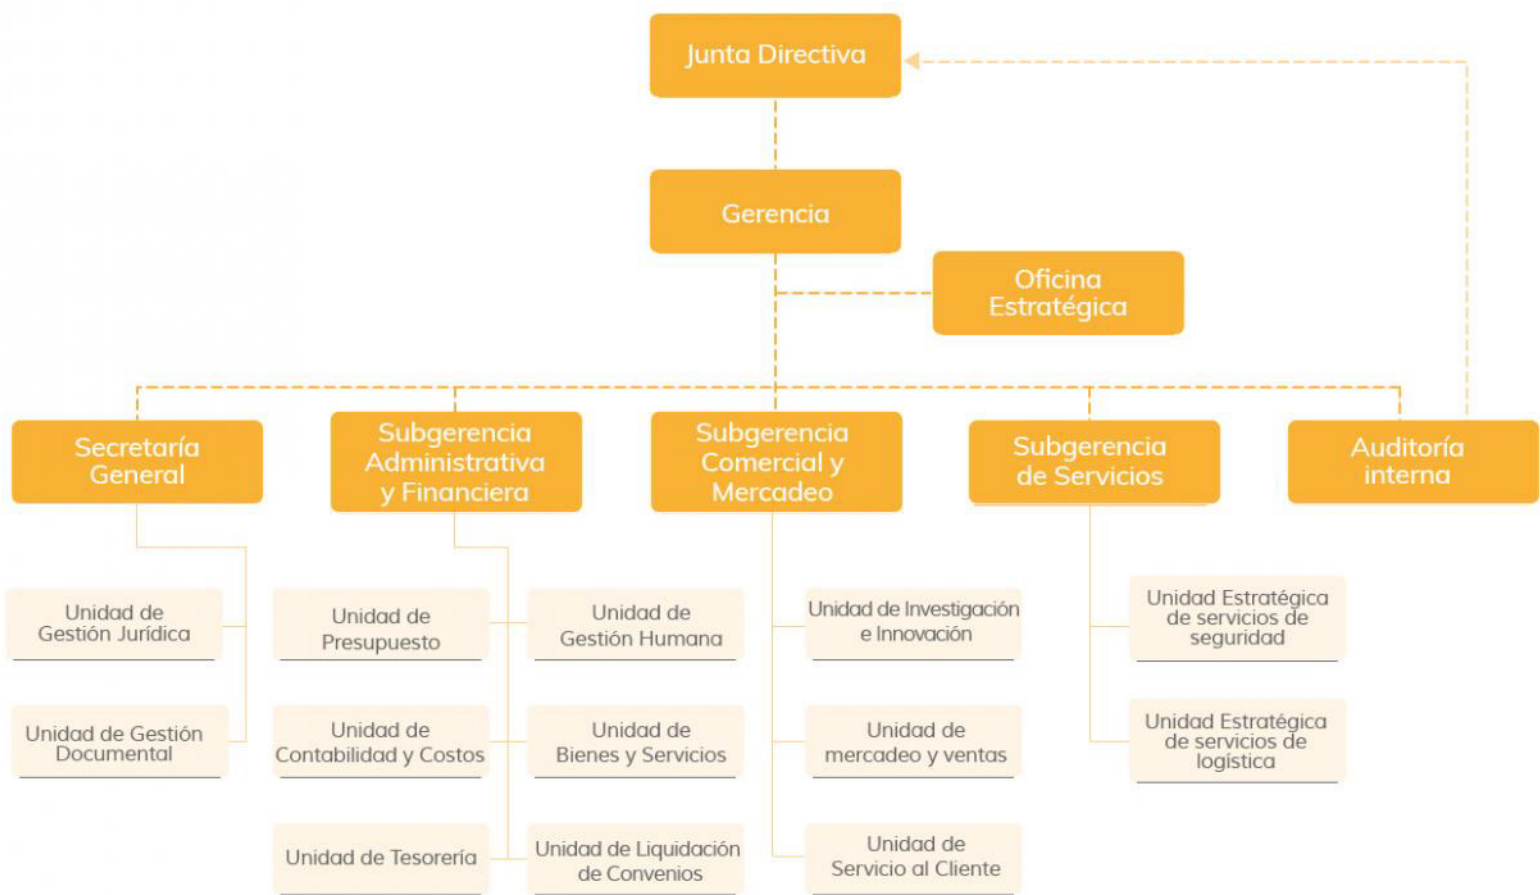 Junta Directiva
Gerencia
Oficina
Estratégica
Secretaría
General
Subgerencia
Administrativa
y Financiera
Subgerencia
Comercial y
Mercadeo
Subgerencia
de Servicios
Auditoría
interna
Unidad de
Gestión Jurídica
Unidad de Gestión
Documental
Unidad de
Presupuesto
Unidad de
Contabilidad y Costos
Unidad de Tesorería
Unidad de
Gestión Humana
Unidad de
Bienes y Servicios
Unidad de Liquidación
de Convenios
Unidad de Investigación
e Innovación
Unidad de
mercadeo y ventas
Unidad de
Servicio al Cliente
Unidad Estratégica
de servicios de
seguridad
Unidad Estratégica
de servicios de
logística